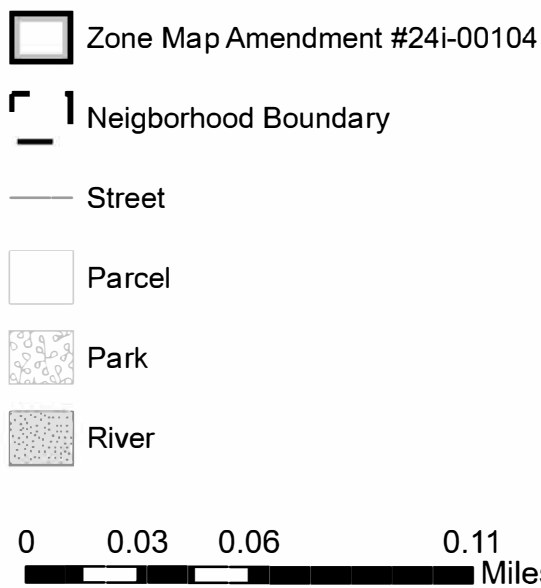 Zone Map Amendment #24i-00104
Neigborhood Boundary
Street
Parcel
Park
River
0 0.03 0.06 0.11
Miles